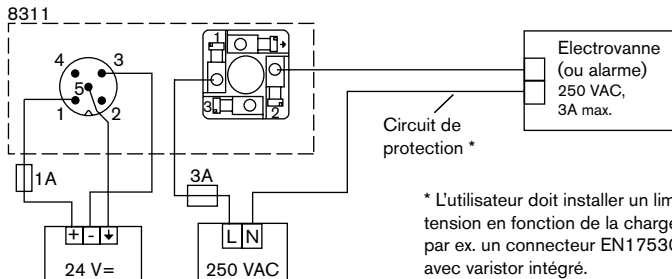 8311
4
3
5
1
2
1
3
2
Electrovanne
(ou alarme)
250 VAC,
3A max.
Circuit de
protection *
1A
3A
+ -
L N
24 V=
250 VAC
* L'utilisateur doit installer un
tension en fonction de la charge
par ex. un connecteur
avec varistor intégré.